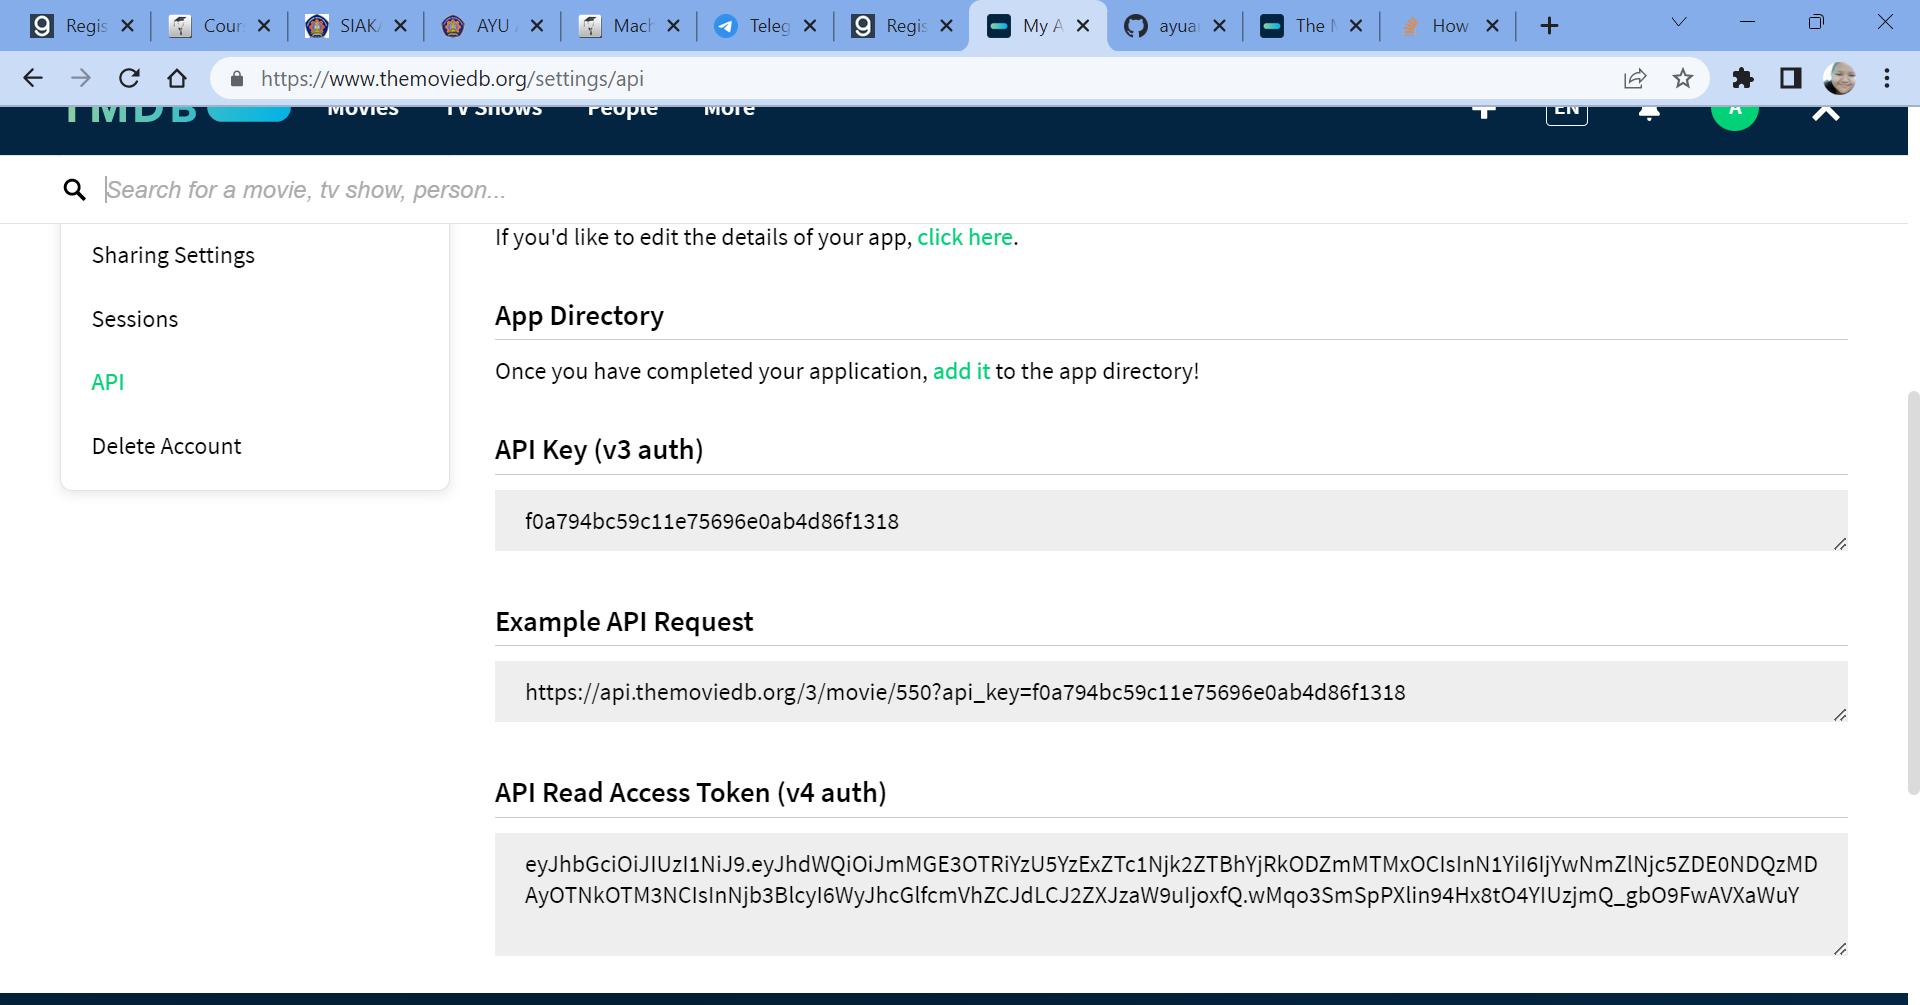 Regis
Cour
SIAKA
AYU A
Mach
Teleg
Regis
My A
ayuar
The M
How
https://www.themoviedb.org/settings/api
TMDB Movies TV Shows People More EN A
Search for a movie, tv show, person...
Sharing Settings
Sessions
API
Delete Account
If you'd like to edit the details of your app, click here.
App Directory
Once you have completed your application, add it to the app directory!
API Key (v3 auth)
f0a794bc59c11e75696e0ab4d86f1318
Example API Request
https://api.themoviedb.org/3/movie/550?api_key=f0a794bc59c11e75696e0ab4d86f1318
API Read Access Token (v4 auth)
eyJhbGciOiJIUzI1NiJ9.eyJhdWQiOiJmMGE3OTRiYzU5YzExZTc1Njk2ZTBhYjRkODZmMTMxOCIsInN1YiI6IjYwNmZlNjc5ZDE0NDQzMD
AyOTNkOTM3NCIsInNjb3BlcyI6WyJhcGlfcmVhZCJdLCJ2ZXJzaW9uIjoxfQ.wMqo3SmSpPXlin94Hx8tO4YIUzjmQ_gbO9FwAVXaWuY